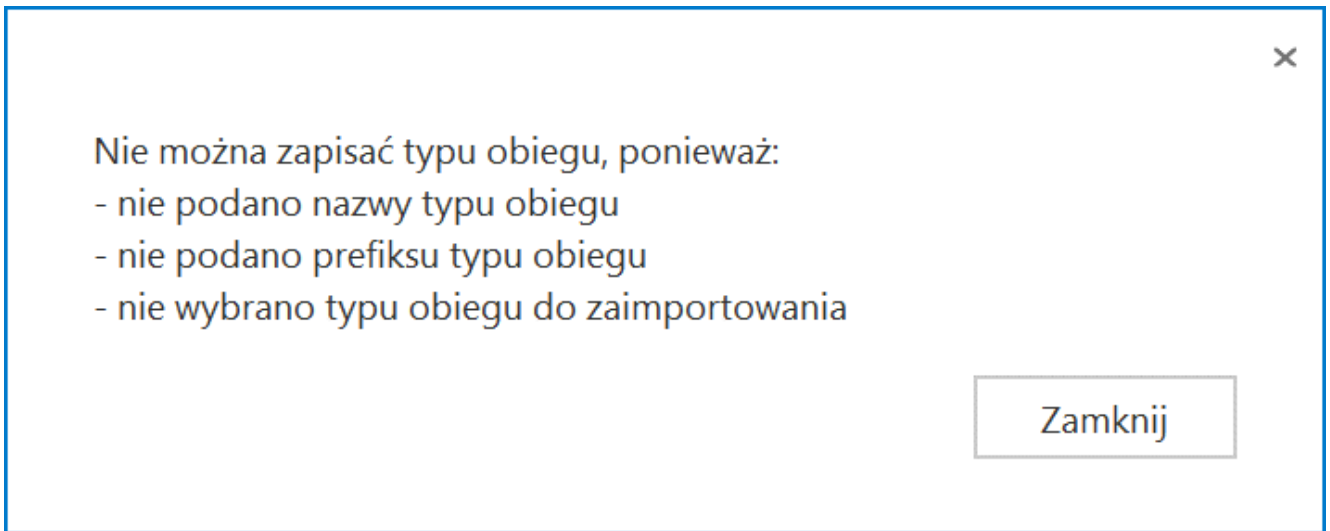 Nie można zapisać typu obiegu, ponieważ:
- nie podano nazwy typu obiegu
- nie podano prefiksu typu obiegu
- nie wybrano typu obiegu do zaimportowania
Zamknij